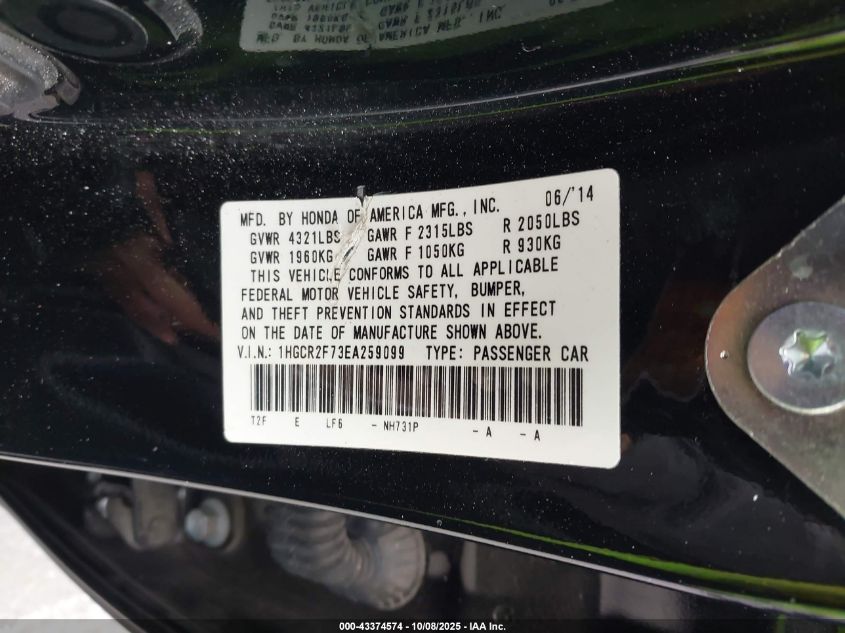 MFD. BY HONDA OF AMERICA MFG., INC. 06/'14
GVWR 4321LBS GAWR F 2315LBS R 2050LBS
GVWR 1960KG GAWR F 1050KG R 930KG
THIS VEHICLE CONFORMS TO ALL APPLICABLE
FEDERAL MOTOR VEHICLE SAFETY, BUMPER,
AND THEFT PREVENTION STANDARDS IN EFFECT
ON THE DATE OF MANUFACTURE SHOWN ABOVE.
V.I.N.: 1HGCR2F73EA259099 TYPE: PASSENGER CAR
T2F E LF6 - NH731P - A - A
000-43374574 | 10/08/2025 - IAA Inc.